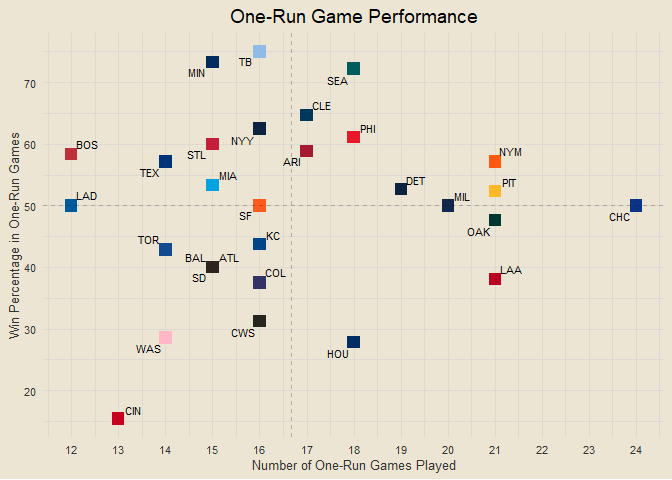 One-Run Game Performance
Win Percentage in One-Run Games
70
60
50
40
30
20
TB
MIN
SEA
CLE
PHI
NYY
BOS
STL
ARI
NYM
TEX
MIA
DET
PIT
LAD
MIL
SF
CHC
OAK
TOR
KC
BAL
ATL
SD
COL
LAA
CWS
WAS
HOU
CIN
12 13 14 15 16 17 18 19 20 21 22 23 24
Number of One-Run Games Played